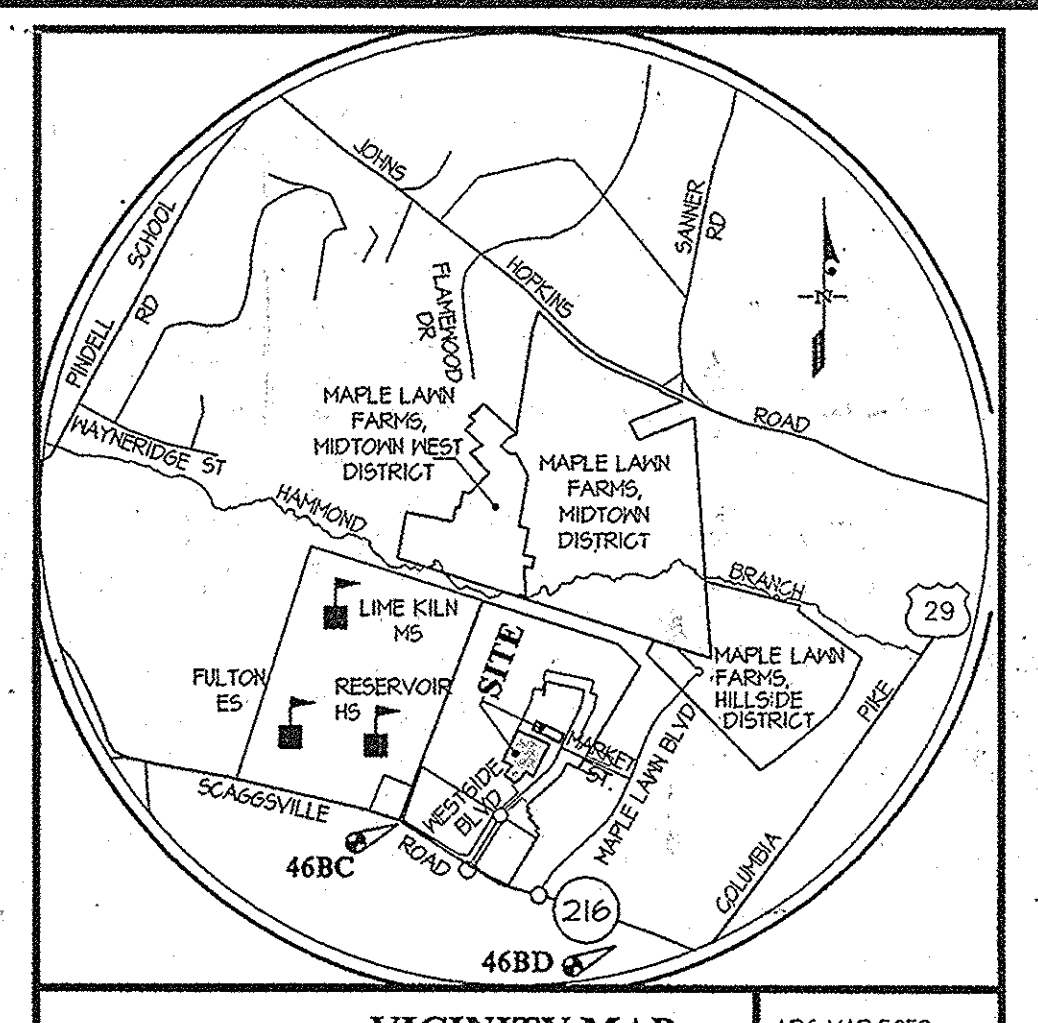 JOHNS
HOPKINS
ROAD
SANNER
RD
N
PINDELL
SCHOOL
RD
FLAMEWOOD
DR
WAYNERIDGE ST
MAPLE LAWN
FARMS,
MIDTOWN WEST
DISTRICT
MAPLE LAWN
FARMS,
MIDTOWN
DISTRICT
HAMMOND
BRANCH
29
LIME KILN
MS
FULTON
ES
RESERVOIR
HS
SITE
MAPLE LAWN
FARMS,
HILLSIDE
DISTRICT
PIKE
MARKET
ST.
WESTSIDE
BLVD
MAPLE LAWN BLVD
SCAGGSVILLE
ROAD
COLUMBIA
46BC
216
46BD
VICINITY MAP